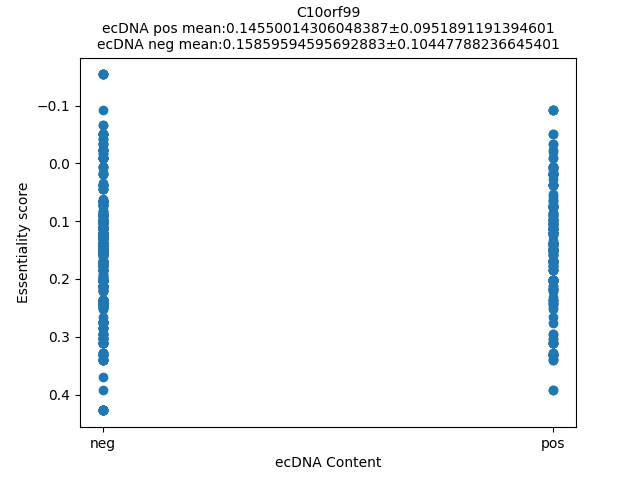 C10orf99
ecDNA pos mean:0.14550014306048387±0.0951891191394601
ecDNA neg mean:0.15859594595692883±0.10447788236645401
−0.1
0.0
0.1
0.2
0.3
0.4
Essentiality score
neg
pos
ecDNA Content